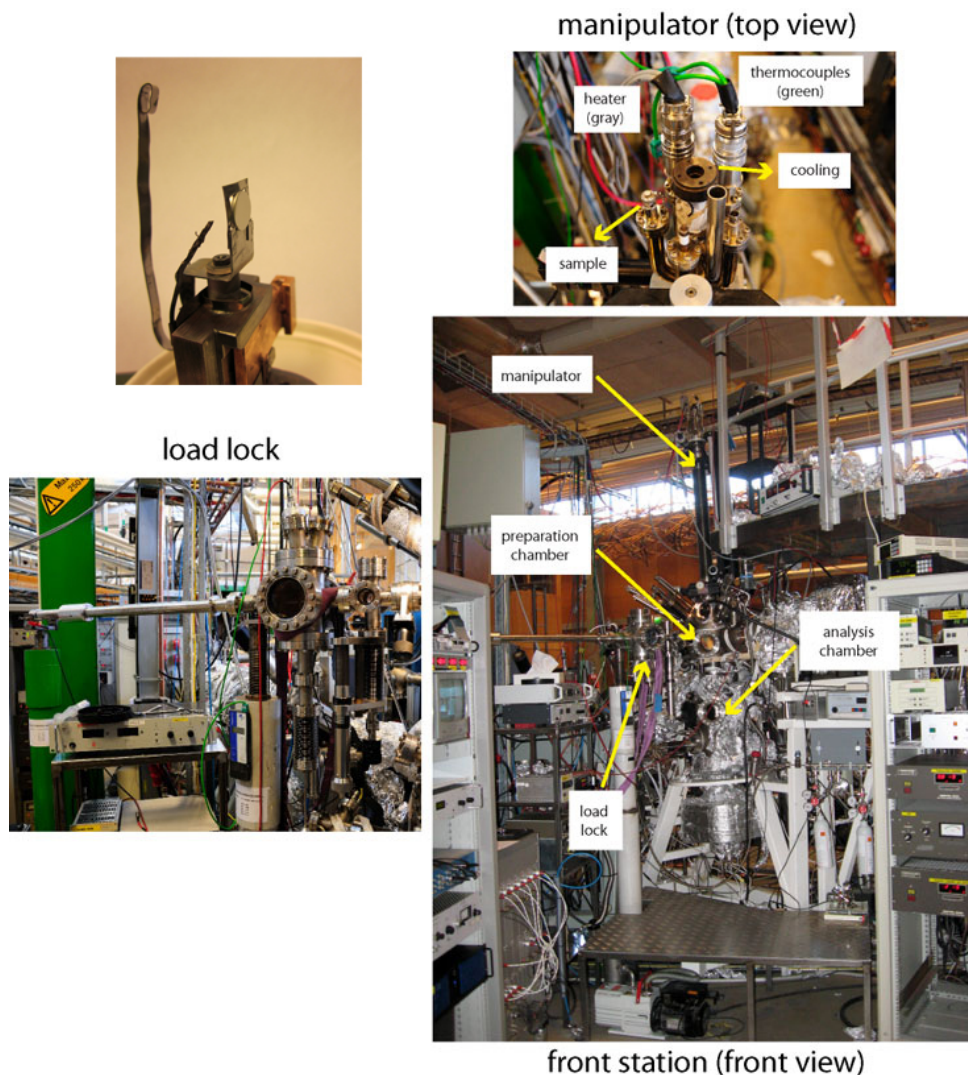 manipulator (top view)
heater
(gray)
thermocouples
(green)
cooling
sample
load lock
manipulator
preparation
chamber
analysis
chamber
load
lock
front station (front view)